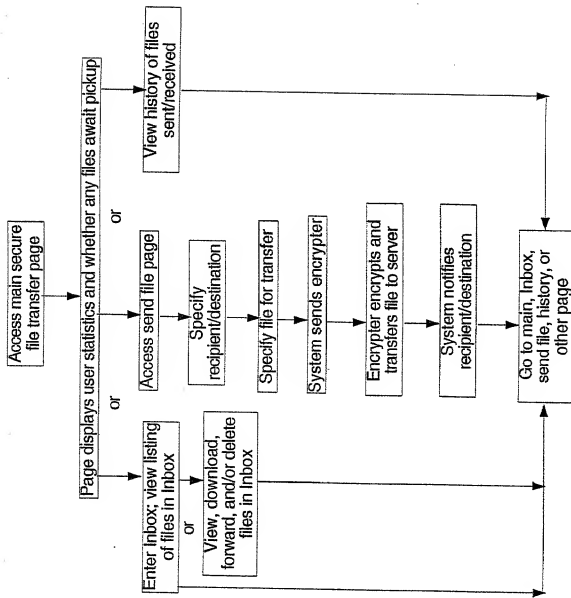 Access main secure
file transfer page
Page displays user statistics and whether any files await pickup
or
or
Enter Inbox; view listing
of files in Inbox
or
View, download,
forward, and/or delete
files in Inbox
Access send file page
Specify
recipient/destination
Specify file for transfer
System sends encrypter
Encrypter encrypts and
transfers file to server
System notifies
recipient/destination
View history of files
sent/received
Go to main, Inbox,
send file, history, or
other page